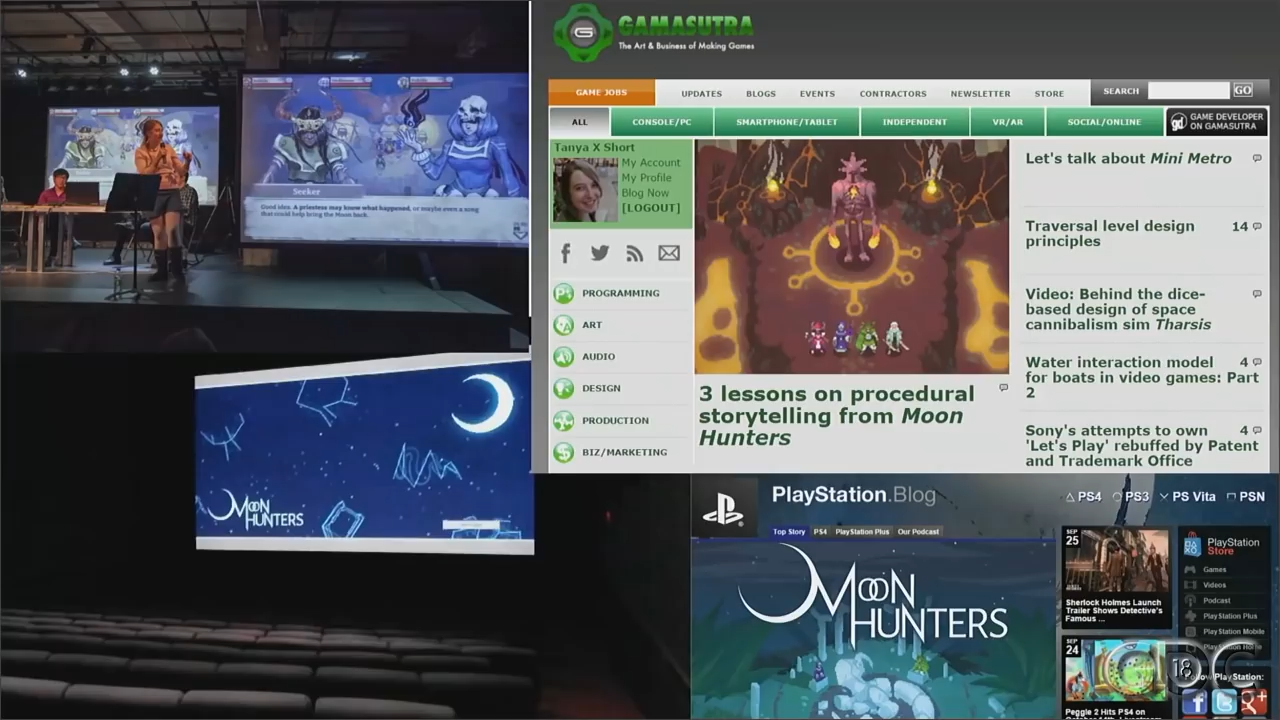 Seeker
Good idea. A priestess may know what happened, or maybe even a song
that could help bring the Moon back.
MOON
HUNTERS
G
GAMASUTRA
The Art & Business of Making Games
GAME JOBS
UPDATES
BLOGS
EVENTS
CONTRACTORS
NEWSLETTER
STORE
SEARCH
GO
ALL
CONSOLE/PC
SMARTPHONE/TABLET
INDEPENDENT
VR/AR
SOCIAL/ONLINE
gd
GAME DEVELOPER
ON GAMASUTRA
Tanya X Short
My Account
My Profile
Blog Now
[LOGOUT]
PROGRAMMING
ART
AUDIO
DESIGN
PRODUCTION
BIZ/MARKETING
3 lessons on procedural
storytelling from Moon
Hunters
Let's talk about Mini Metro
Traversal level design 14
principles
Video: Behind the dice-
based design of space
cannibalism sim Tharsis
Water interaction model 4
for boats in video games: Part
2
Sony's attempts to own 4
'Let's Play' rebuffed by Patent
and Trademark Office
PlayStation.Blog
PS4
PS3
PS Vita
PSN
Top Story
PS4
PlayStation Plus
Our Podcast
MOON
HUNTERS
SEP
25
Sherlock Holmes Launch
Trailer Shows Detective's
Famous ...
SEP
24
Peggle 2 Hits PS4 on
PlayStation
Store
Games
Videos
Podcast
PlayStation Plus
PlayStation Mobile
PlayStation
Follow PlayStation:
18